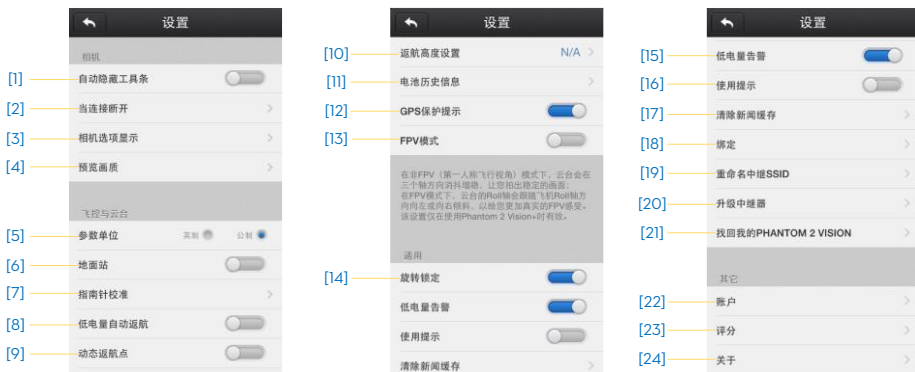 设置
相机
[1] 自动隐藏工具条
[2] 当连接断开
[3] 相机选项显示
[4] 预览画质
飞控与云台
[5] 参数单位 英制 公制
[6] 地面站
[7] 指南针校准
[8] 低电量自动返航
[9] 动态返航点
设置
[10] 返航高度设置 N/A
[11] 电池历史信息
[12] GPS保护提示
[13] FPV模式
在非FPV（第一人称飞行视角）模式下，云台会在
三个轴方向消抖增稳，让您拍出稳定的画面；
在FPV模式下，云台的Roll轴会跟随飞机Roll轴方
向向左或向右倾斜，以给您更加真实的FPV感受。
该设置仅在使用Phantom 2 Vision+时有效。
通用
[14] 旋转锁定
低电量告警
使用提示
清除新闻缓存
设置
[15] 低电量告警
[16] 使用提示
[17] 清除新闻缓存
[18] 绑定
[19] 重命名中继SSID
[20] 升级中继器
[21] 找回我的PHANTOM 2 VISION
其它
[22] 账户
[23] 评分
[24] 关于